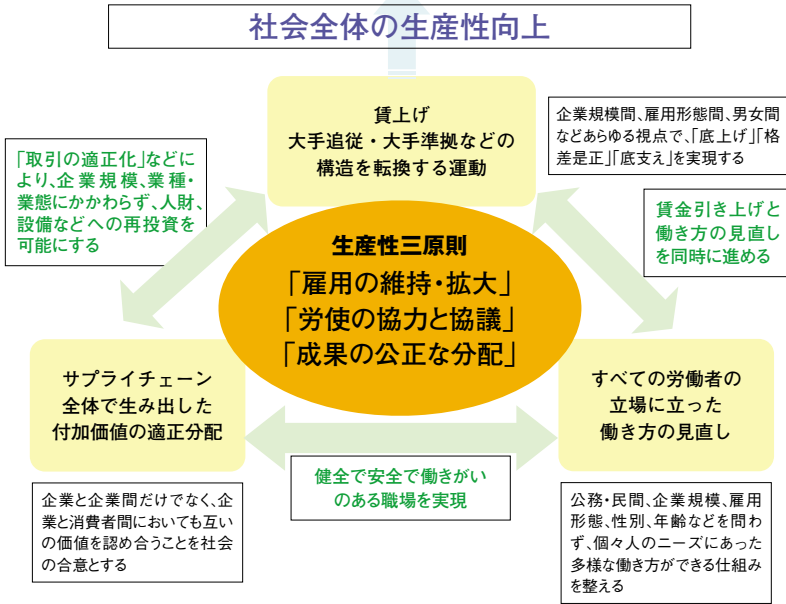 社会全体の生産性向上
賃上げ
大手追従・大手準拠などの
構造を転換する運動
企業規模間、雇用形態間、男女間
などあらゆる視点で、「底上げ」「格
差是正」「底支え」を実現する
「取引の適正化」などに
より、企業規模、業種・
業態にかかわらず、人財、
設備などへの再投資を
可能にする
賃金引き上げと
働き方の見直し
を同時に進める
生産性三原則
「雇用の維持・拡大」
「労使の協力と協議」
「成果の公正な分配」
サプライチェーン
全体で生み出した
付加価値の適正分配
すべての労働者の
立場に立った
働き方の見直し
健全で安全で働きがい
のある職場を実現
企業と企業間だけでなく、企
業と消費者間においても互い
の価値を認め合うことを社会
の合意とする
公務・民間、企業規模、雇用
形態、性別、年齢などを問わ
ず、個々人のニーズにあった
多様な働き方ができる仕組み
を整える